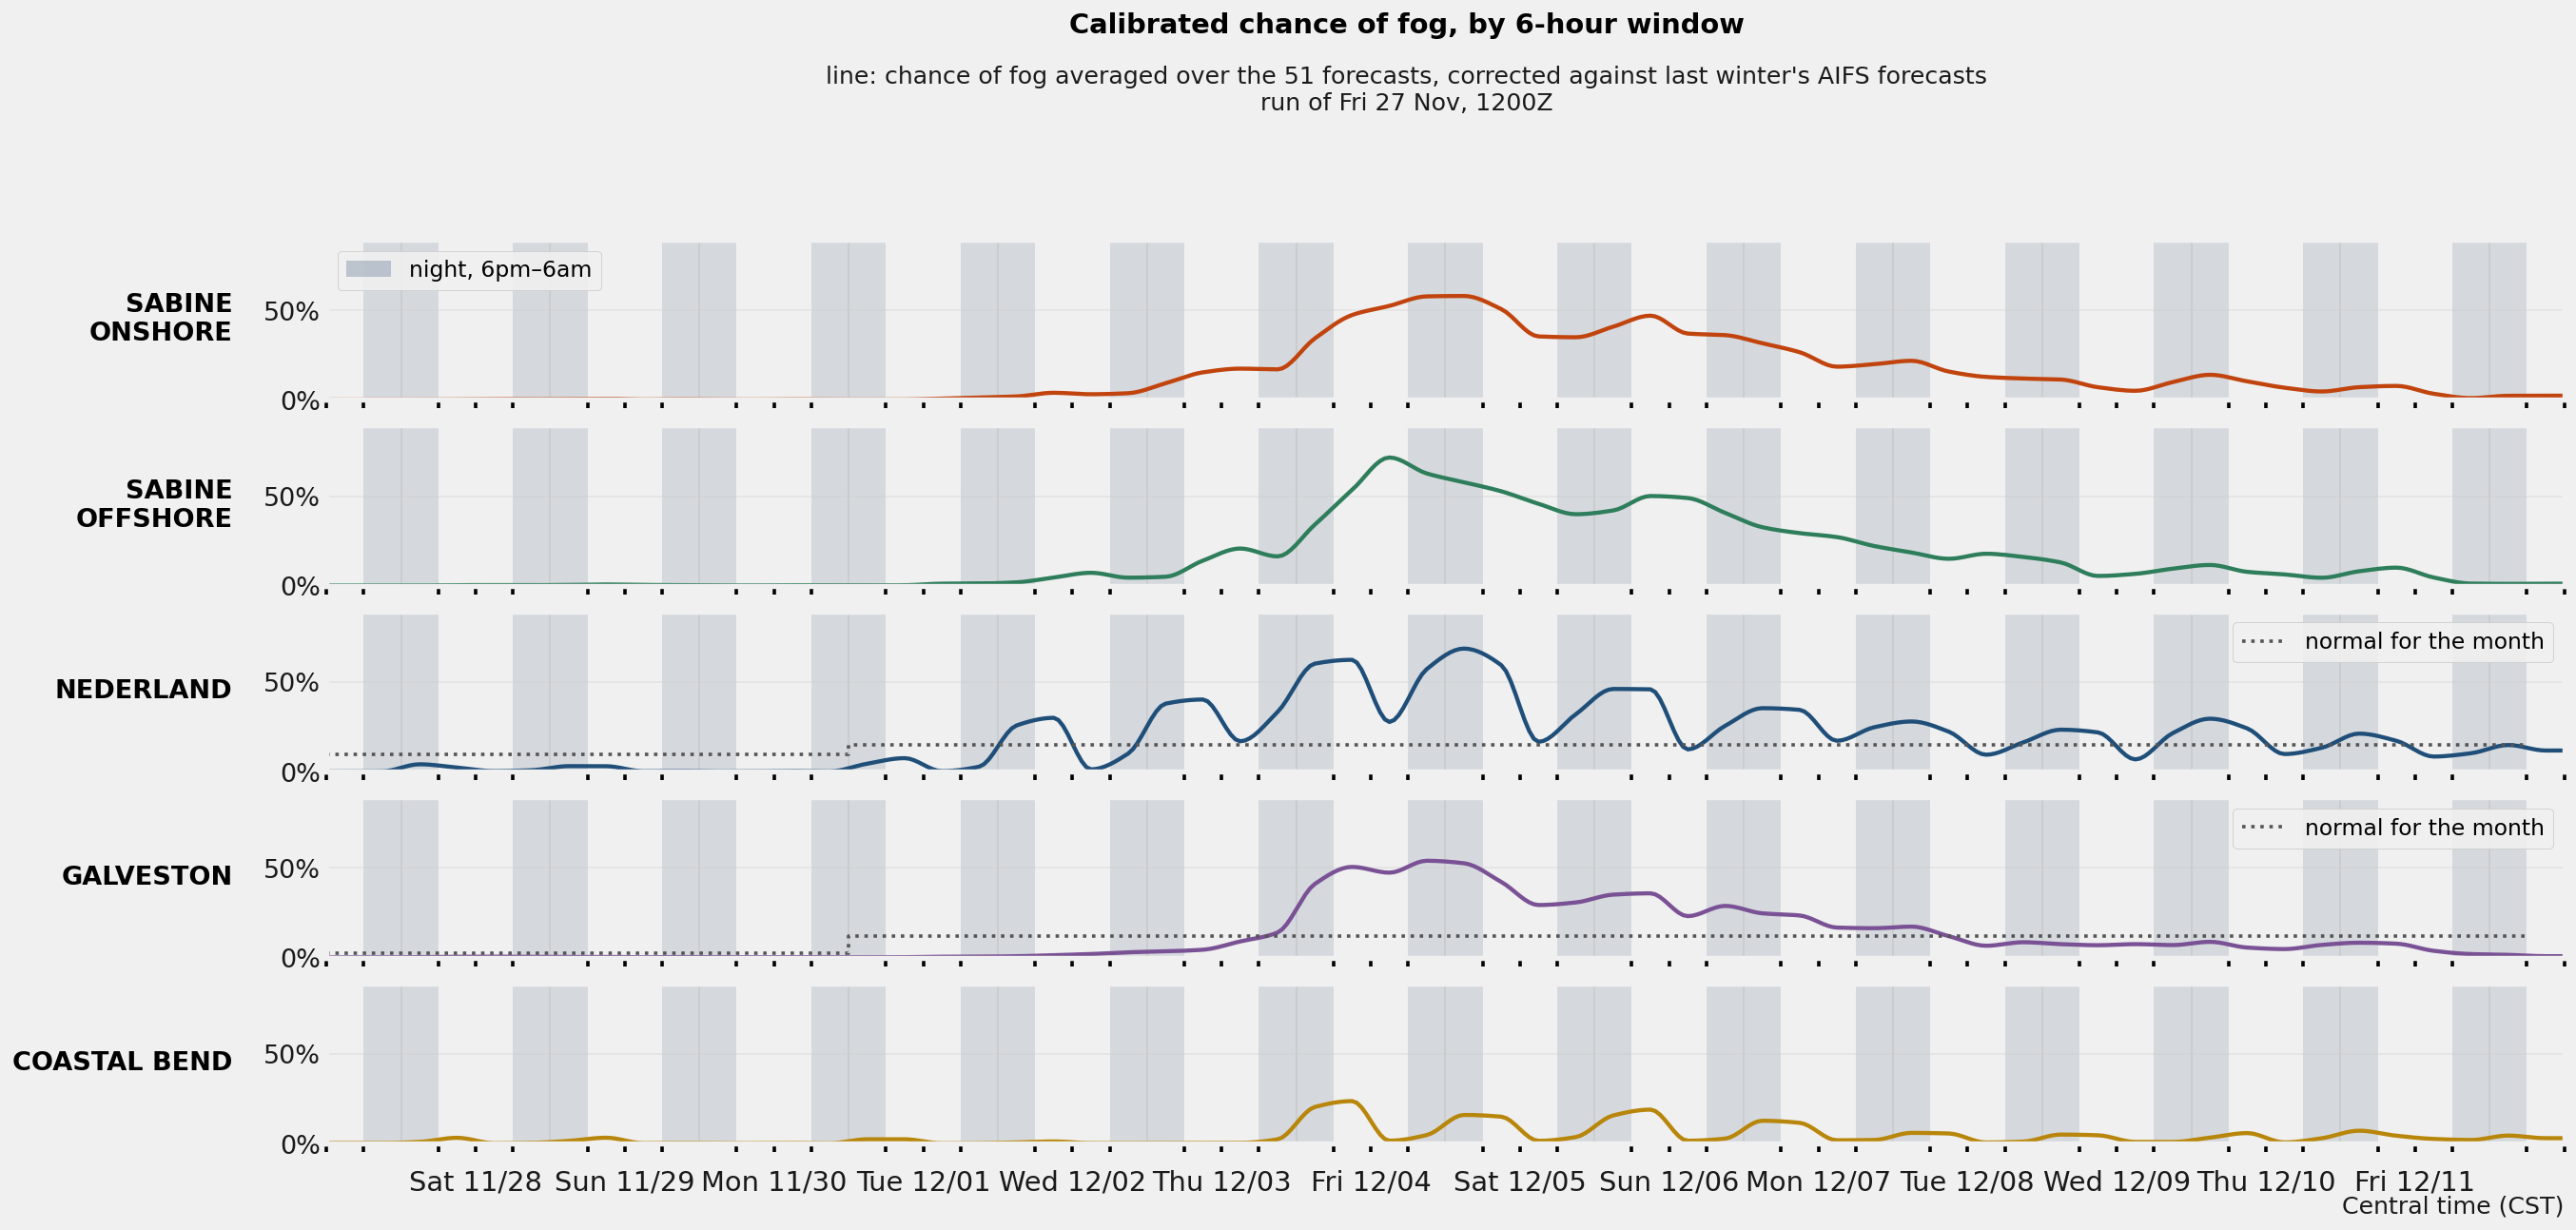 Calibrated chance of fog, by 6-hour window
line: chance of fog averaged over the 51 forecasts, corrected against last winter's AIFS forecasts
run of Fri 27 Nov, 1200Z
night, 6pm–6am
SABINE
ONSHORE
50%
0%
SABINE
OFFSHORE
50%
0%
normal for the month
NEDERLAND
50%
0%
normal for the month
GALVESTON
50%
0%
COASTAL BEND
50%
0%
Sat 11/28 Sun 11/29 Mon 11/30 Tue 12/01 Wed 12/02 Thu 12/03 Fri 12/04 Sat 12/05 Sun 12/06 Mon 12/07 Tue 12/08 Wed 12/09 Thu 12/10 Fri 12/11
Central time (CST)